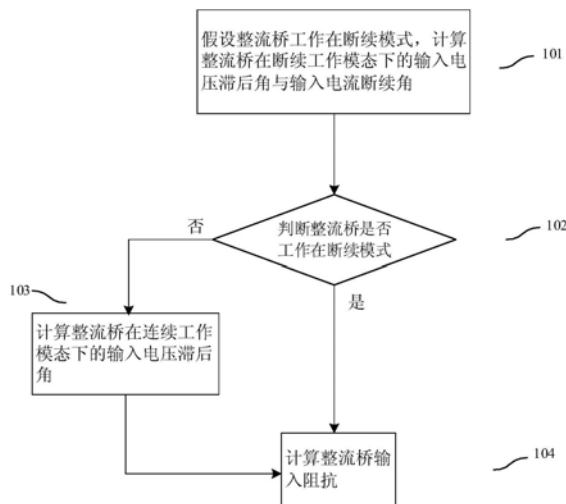 假设整流桥工作在断续模式，计算
整流桥在断续工作模态下的输入电
压滞后角与输入电流断续角
101
判断整流桥是否
工作在断续模式
102
否
是
103
计算整流桥在连续工作
模态下的输入电压滞后
角
计算整流桥输
入阻抗
104